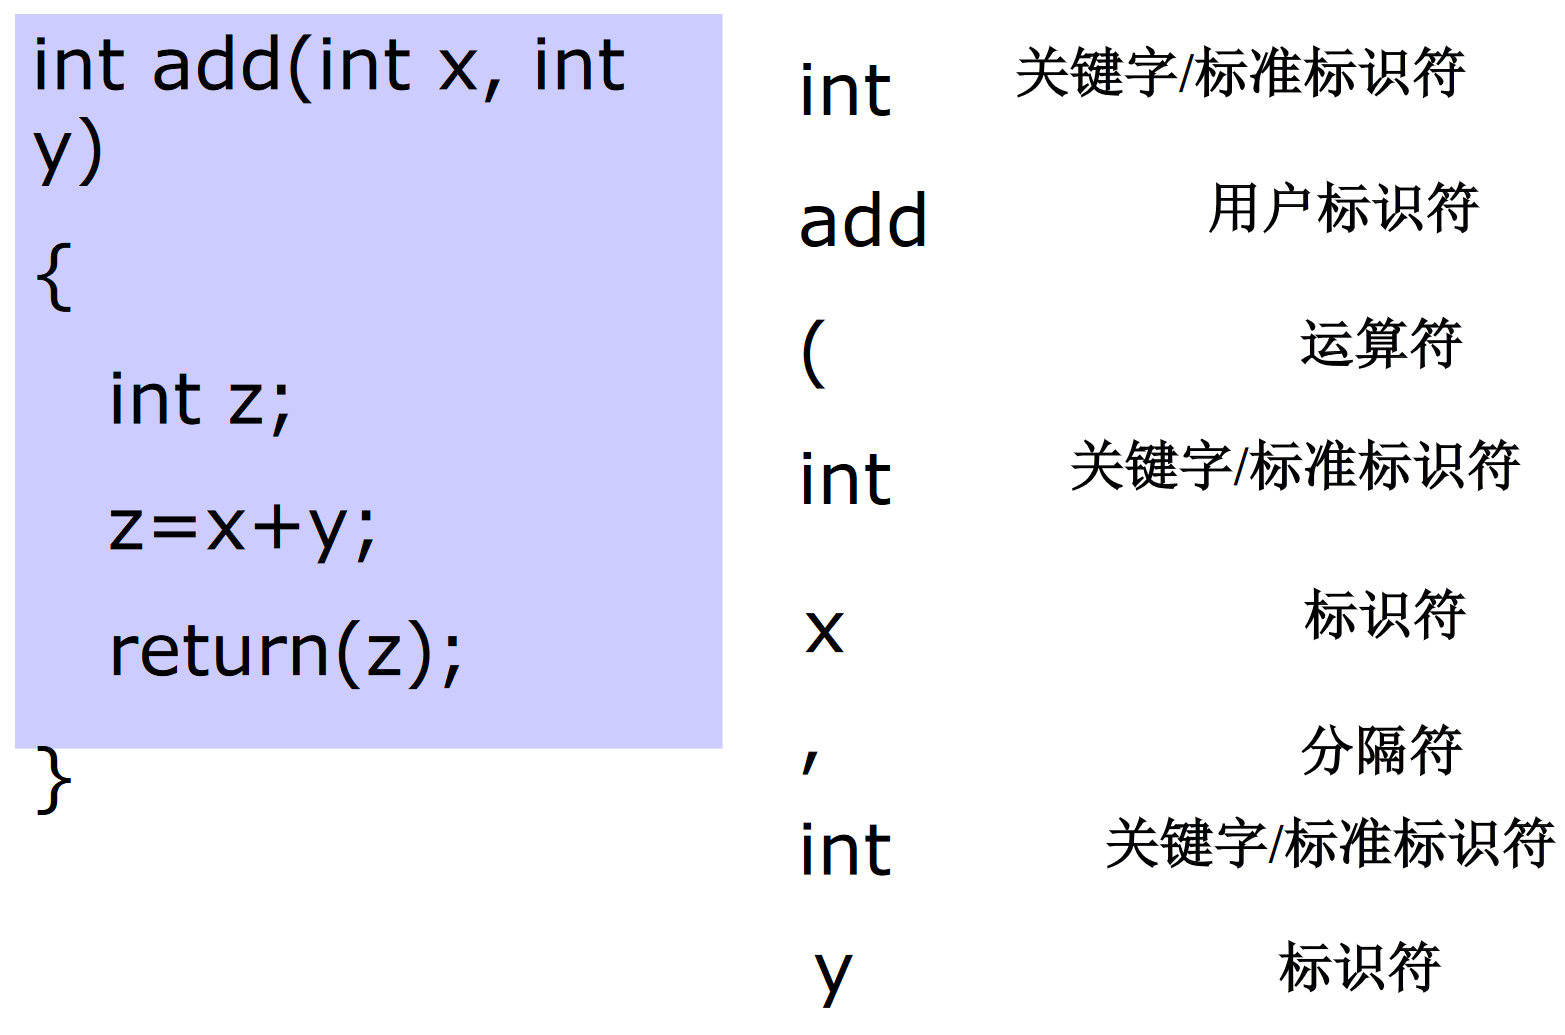 int add(int x, int
y)
{
int z;
z=x+y;
return(z);
}
int 关键字/标准标识符
add 用户标识符
( 运算符
int 关键字/标准标识符
x 标识符
, 分隔符
int 关键字/标准标识符
y 标识符